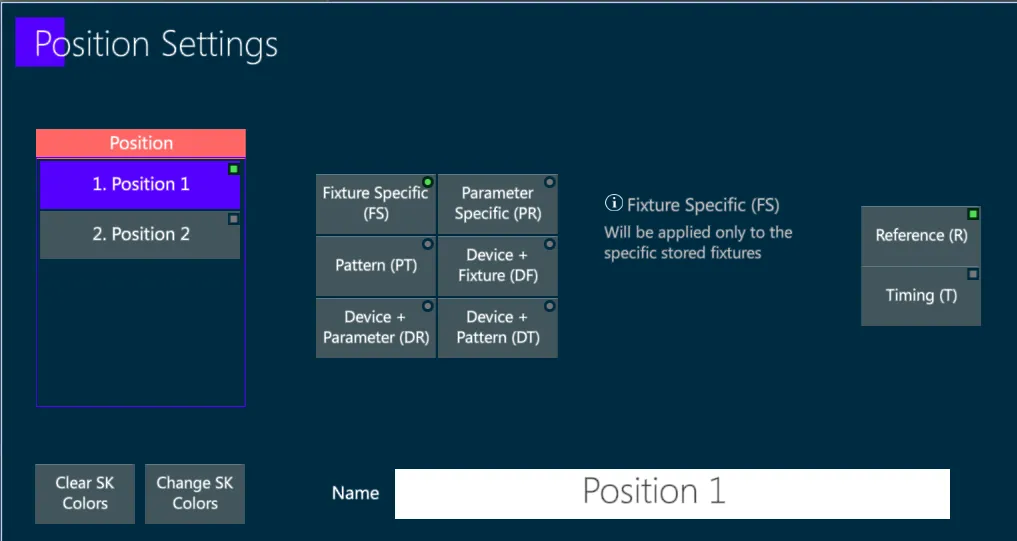 Position Settings
Position
1. Position 1
2. Position 2
Fixture Specific
(FS)
Parameter
Specific (PR)
Pattern (PT)
Device +
Fixture (DF)
Device +
Parameter (DR)
Device +
Pattern (DT)
Fixture Specific (FS)
Will be applied only to the
specific stored fixtures
Reference (R)
Timing (T)
Clear SK
Colors
Change SK
Colors
Name
Position 1